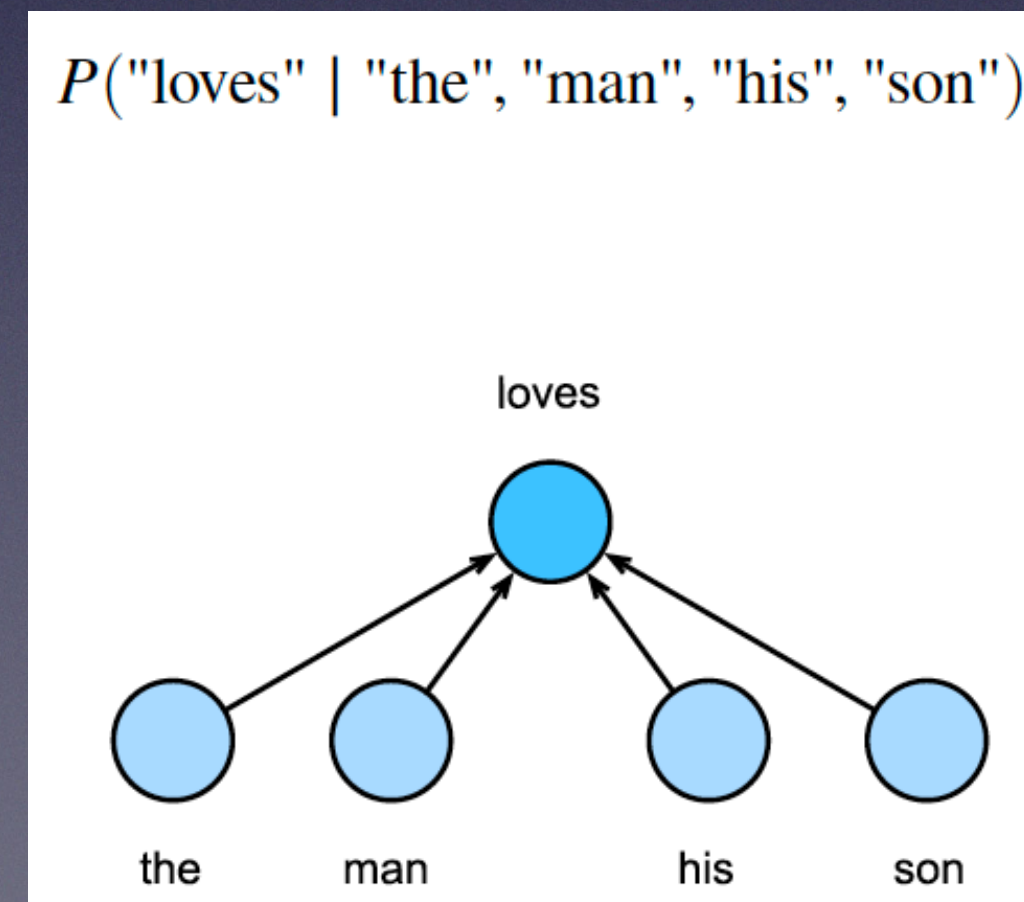 P("loves" | "the", "man", "his", "son")
loves
the man his son